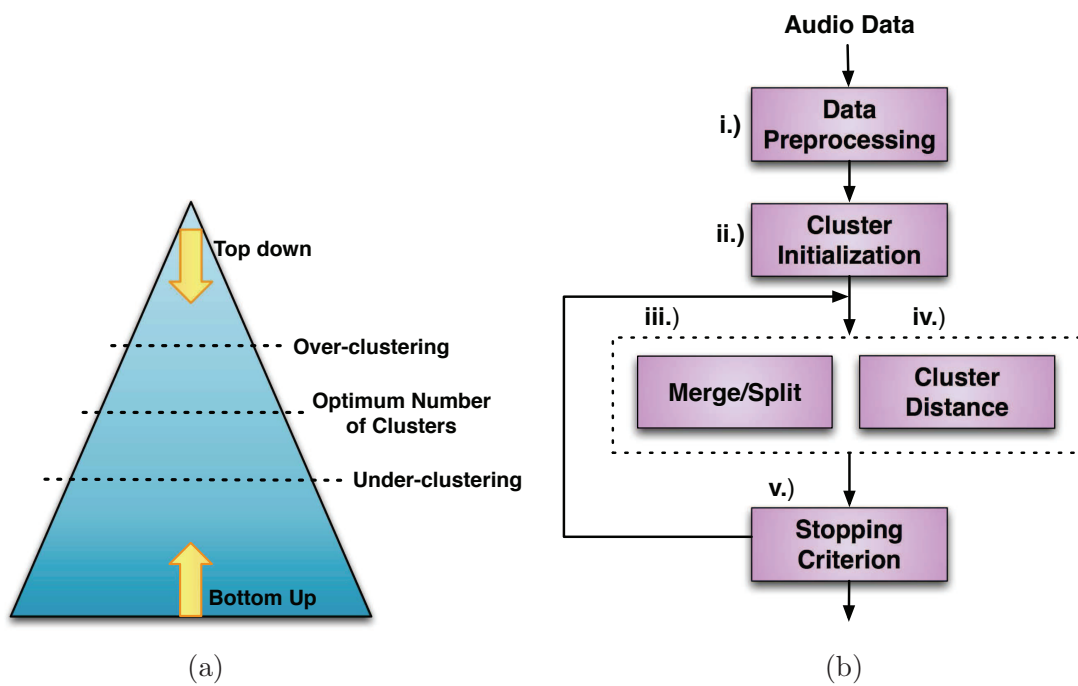 Top down
Over-clustering
Optimum Number
of Clusters
Under-clustering
Bottom Up
(a)
Audio Data
i.)
Data
Preprocessing
ii.)
Cluster
Initialization
iii.)
iv.)
Merge/Split
Cluster
Distance
v.)
Stopping
Criterion
(b)